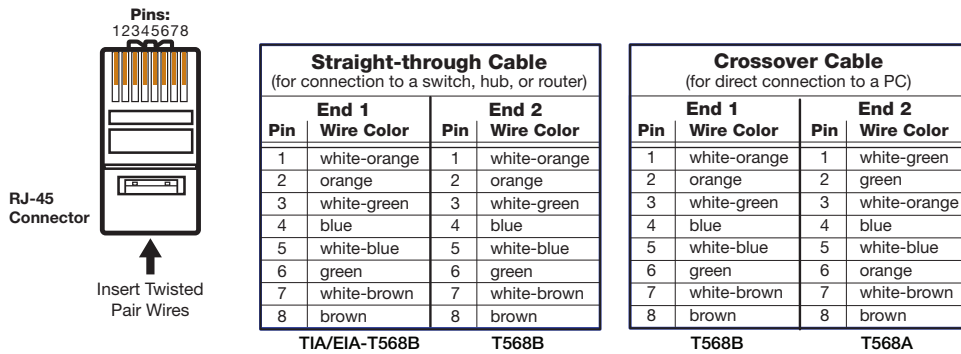 Pins:
12345678
RJ-45
Connector
Insert Twisted
Pair Wires
Straight-through Cable
(for connection to a switch, hub, or router)
End 1 End 2
Pin Wire Color Pin Wire Color
1 white-orange 1 white-orange
2 orange 2 orange
3 white-green 3 white-green
4 blue 4 blue
5 white-blue 5 white-blue
6 green 6 green
7 white-brown 7 white-brown
8 brown 8 brown
TIA/EIA-T568B T568B
Crossover Cable
(for direct connection to a PC)
End 1 End 2
Pin Wire Color Pin Wire Color
1 white-orange 1 white-green
2 orange 2 green
3 white-green 3 white-orange
4 blue 4 blue
5 white-blue 5 white-blue
6 green 6 orange
7 white-brown 7 white-brown
8 brown 8 brown
T568B T568A